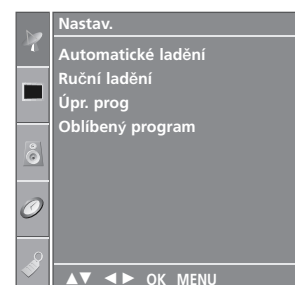 Nastav.
Automatické ladění
Ruční ladění
Úpr. prog
Oblíbený program
▲▼ ◄► OK MENU